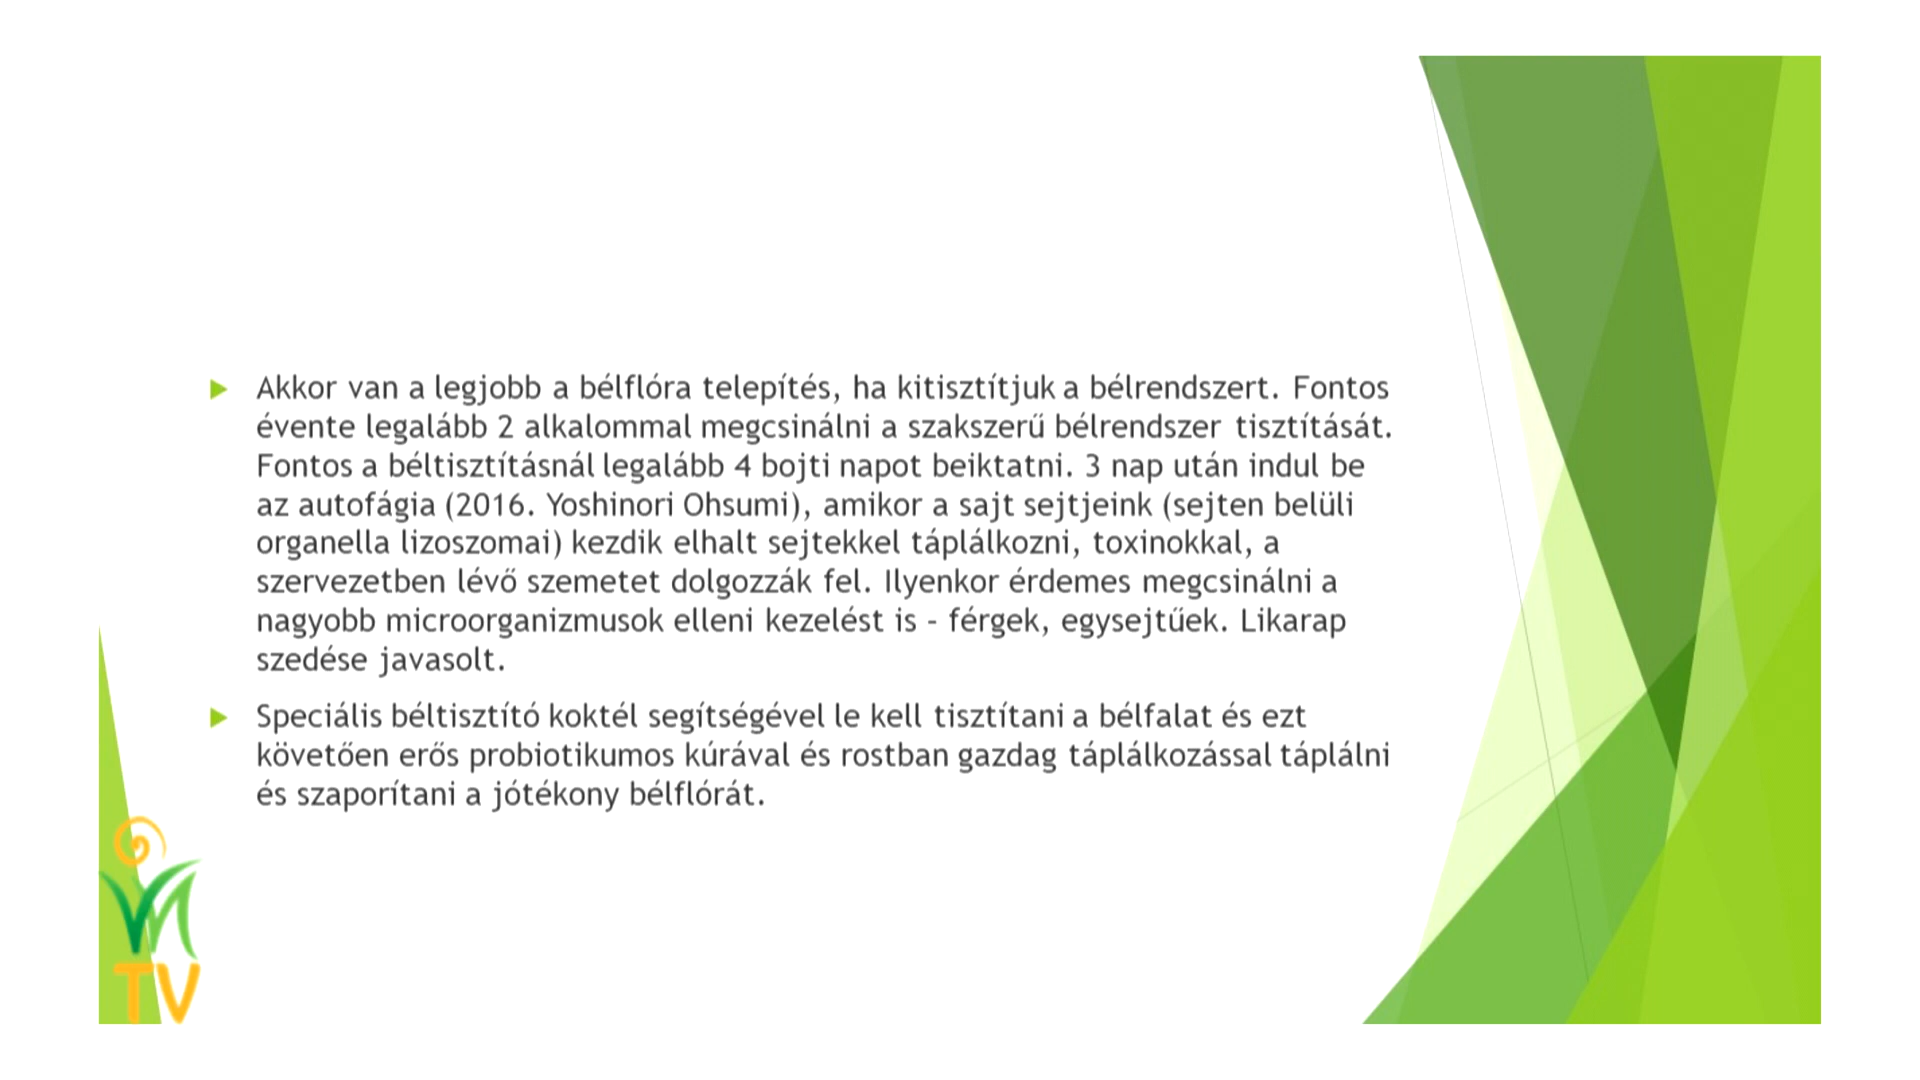 Akkor van a legjobb a bélflóra telepítés, ha kitisztítjuk a bélrendszert. Fontos
évente legalább 2 alkalommal megcsinálni a szakszerű bélrendszer tisztítását.
Fontos a béltisztításnál legalább 4 bojti napot beiktatni. 3 nap után indul be
az autofágia (2016. Yoshinori Ohsumi), amikor a sajt sejtjeink (sejten belüli
organella lizoszomai) kezdik elhalt sejtekkel táplálkozni, toxinokkal, a
szervezetben lévő szemetet dolgozzák fel. Ilyenkor érdemes megcsinálni a
nagyobb microorganizmusok elleni kezelést is - férgek, egysejtűek. Likarap
szedése javasolt.
Speciális béltisztító koktél segítségével le kell tisztítani a bélfalat és ezt
követően erős probiotikumos kúrával és rostban gazdag táplálkozással táplálni
és szaporítani a jótékony bélflórát.
TV